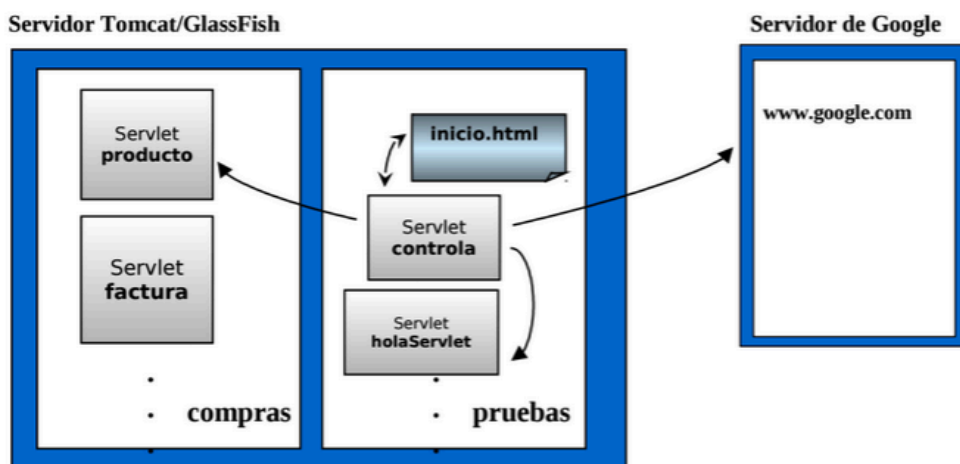 Servidor Tomcat/GlassFish
Servidor de Google
Servlet
producto
Servlet
factura
compras
inicio.html
Servlet
controla
Servlet
holaServlet
pruebas
www.google.com